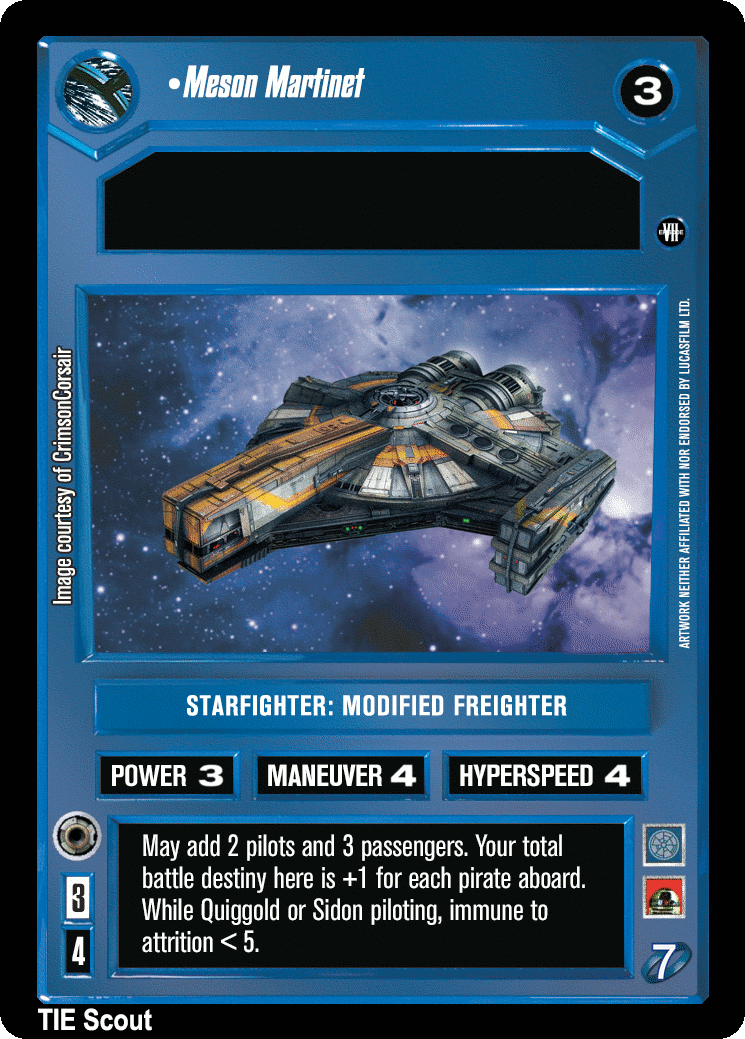 •Meson Martinet
3
EPISODE
VII
Image courtesy of CrimsonCorsair
ARTWORK NEITHER AFFILIATED WITH NOR ENDORSED BY LUCASFILM LTD.
STARFIGHTER: MODIFIED FREIGHTER
POWER 3
MANEUVER 4
HYPERSPEED 4
May add 2 pilots and 3 passengers. Your total
battle destiny here is +1 for each pirate aboard.
While Quiggold or Sidon piloting, immune to
attrition < 5.
3
4
7
TIE Scout